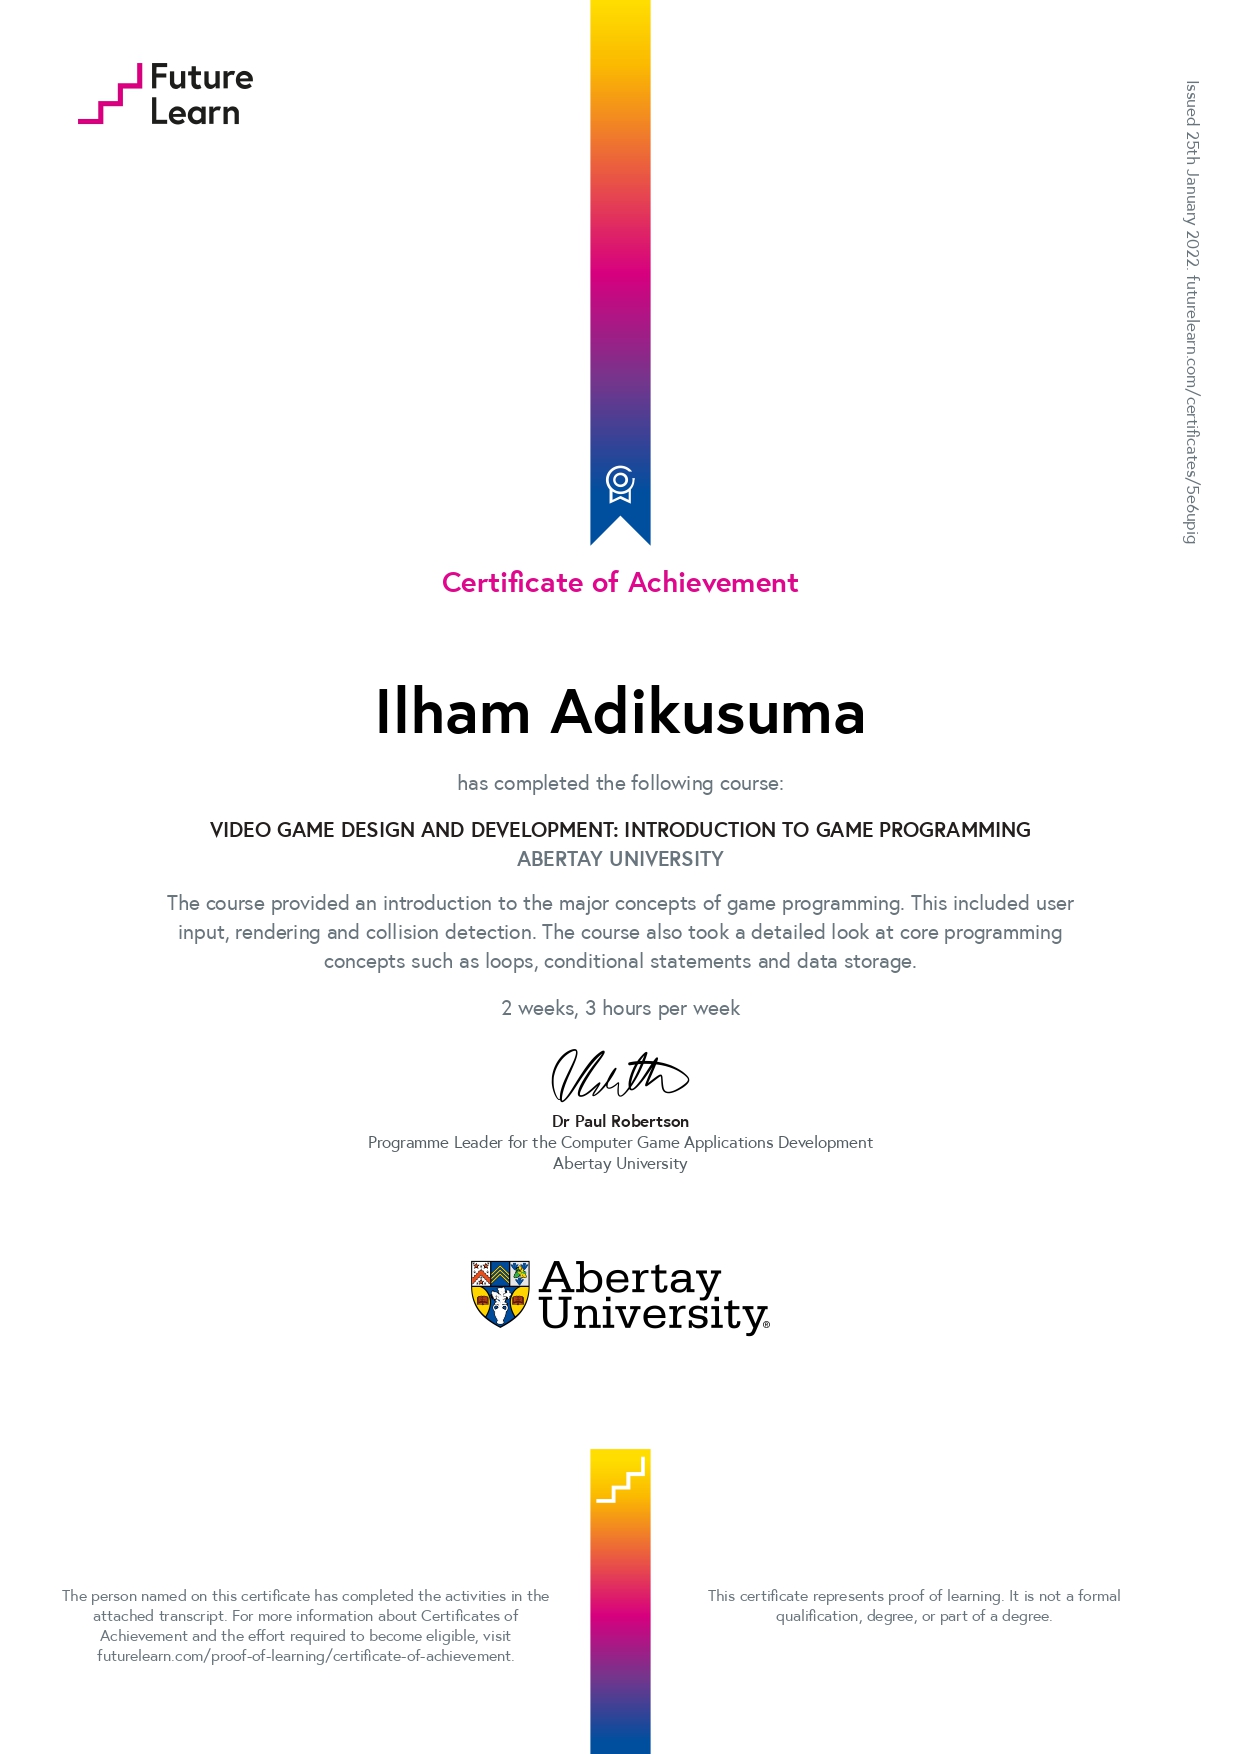 Future
Learn
Issued 25th January 2022. futurelearn.com/certificates/5e6upig
Certificate of Achievement
Ilham Adikusuma
has completed the following course:
VIDEO GAME DESIGN AND DEVELOPMENT: INTRODUCTION TO GAME PROGRAMMING
ABERTAY UNIVERSITY
The course provided an introduction to the major concepts of game programming. This included user
input, rendering and collision detection. The course also took a detailed look at core programming
concepts such as loops, conditional statements and data storage.
2 weeks, 3 hours per week
Dr Paul Robertson
Programme Leader for the Computer Game Applications Development
Abertay University
Abertay
University®
The person named on this certificate has completed the activities in the
attached transcript. For more information about Certificates of
Achievement and the effort required to become eligible, visit
futurelearn.com/proof-of-learning/certificate-of-achievement.
This certificate represents proof of learning. It is not a formal
qualification, degree, or part of a degree.